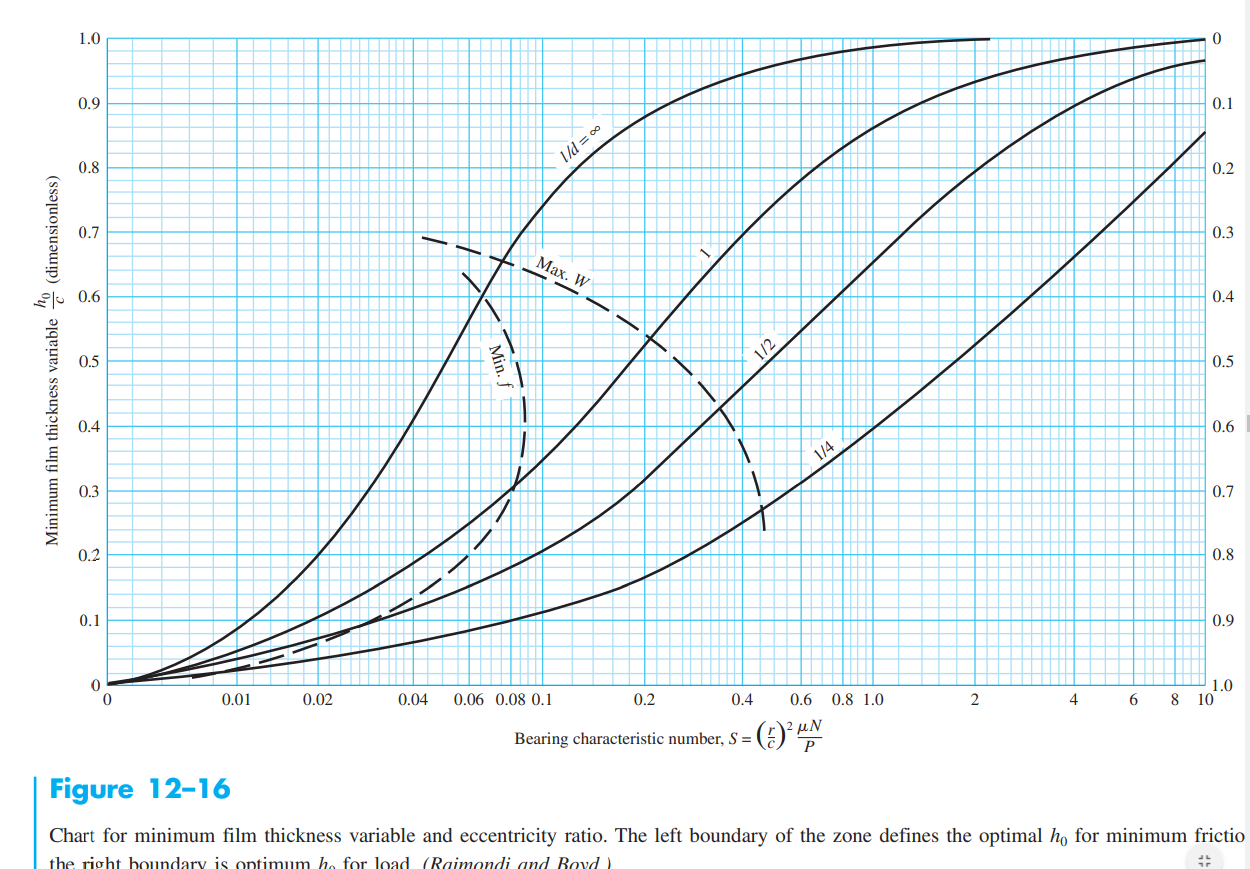 1.0
0.9
0.8
0.7
0.6
0.5
0.4
0.3
0.2
0.1
0
Minimum film thickness variable h0/c (dimensionless)
l/d = ∞
1
1/2
1/4
Max. W
Min. f
0
0.1
0.2
0.3
0.4
0.5
0.6
0.7
0.8
0.9
1.0
0 0.01 0.02 0.04 0.06 0.08 0.1 0.2 0.4 0.6 0.8 1.0 2 4 6 8 10
Bearing characteristic number, S = (r/c)² μN/P
Figure 12–16
Chart for minimum film thickness variable and eccentricity ratio. The left boundary of the zone defines the optimal h0 for minimum frictio
the right boundary is optimum h0 for load. (Raimondi and Boyd.)